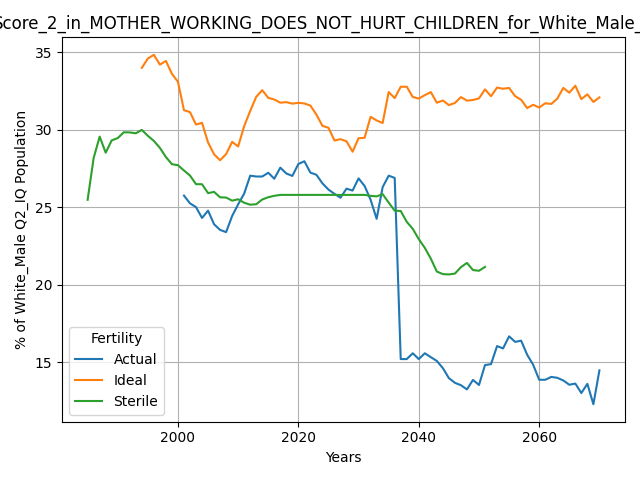 Score_2_in_MOTHER_WORKING_DOES_NOT_HURT_CHILDREN_for_White_Male_
% of White_Male Q2_IQ Population
35
30
25
20
15
Fertility
Actual
Ideal
Sterile
2000
2020
2040
2060
Years